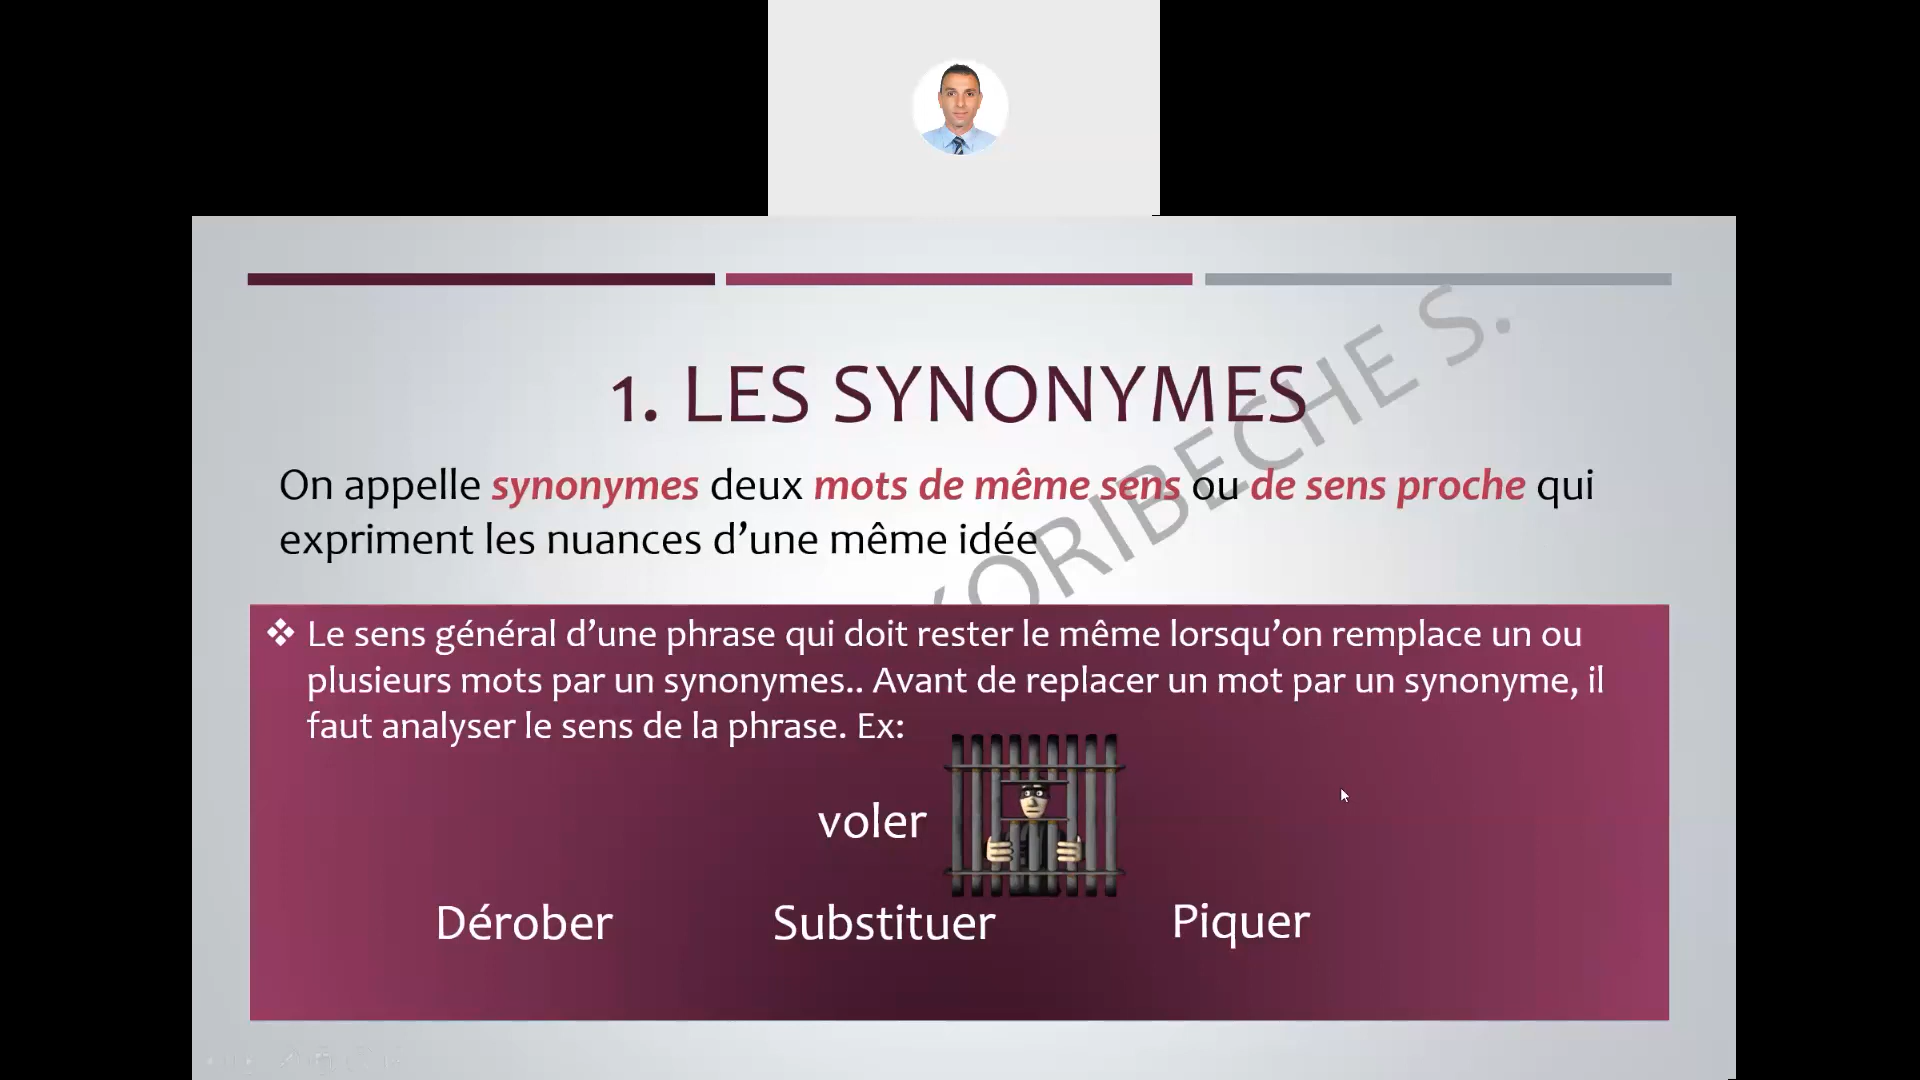 1. LES SYNONYMES
On appelle synonymes deux mots de même sens ou de sens proche qui
expriment les nuances d’une même idée
❖ Le sens général d’une phrase qui doit rester le même lorsqu’on remplace un ou
plusieurs mots par un synonymes.. Avant de replacer un mot par un synonyme, il
faut analyser le sens de la phrase. Ex:
voler
Dérober Substituer Piquer
KORIBECHE S.